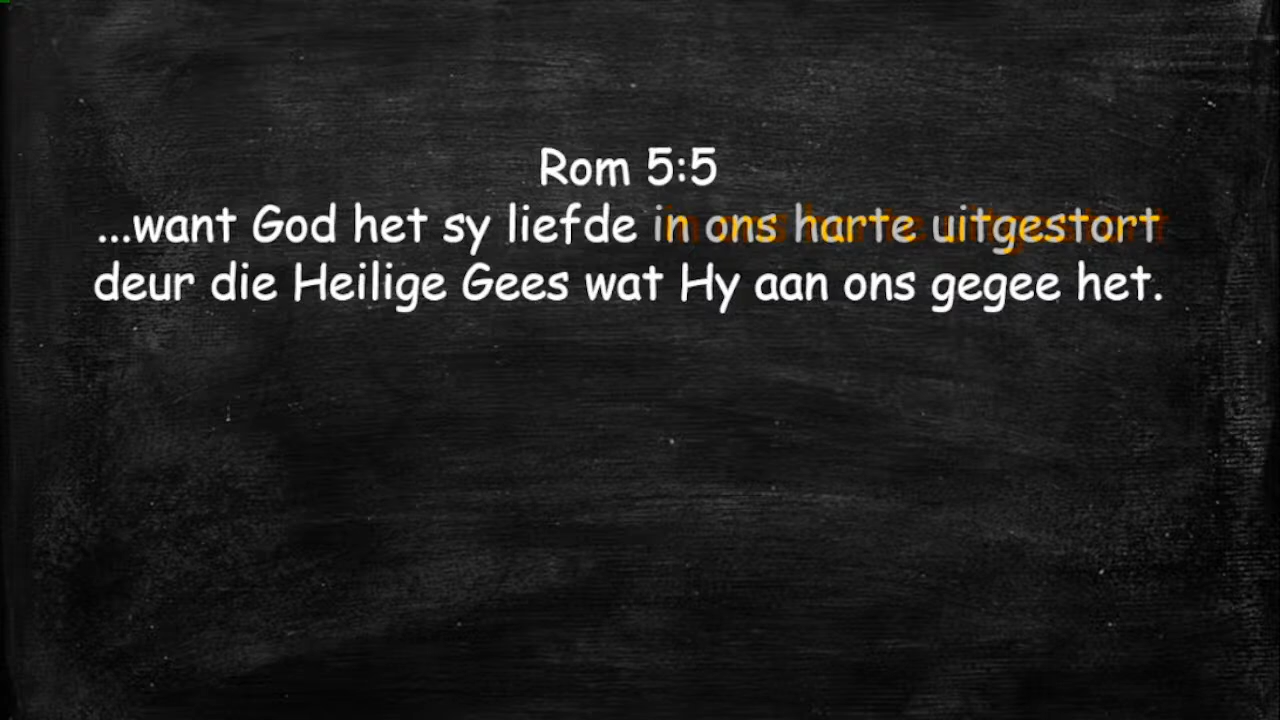 Rom 5:5
...want God het sy liefde in ons harte uitgestort
deur die Heilige Gees wat Hy aan ons gegee het.